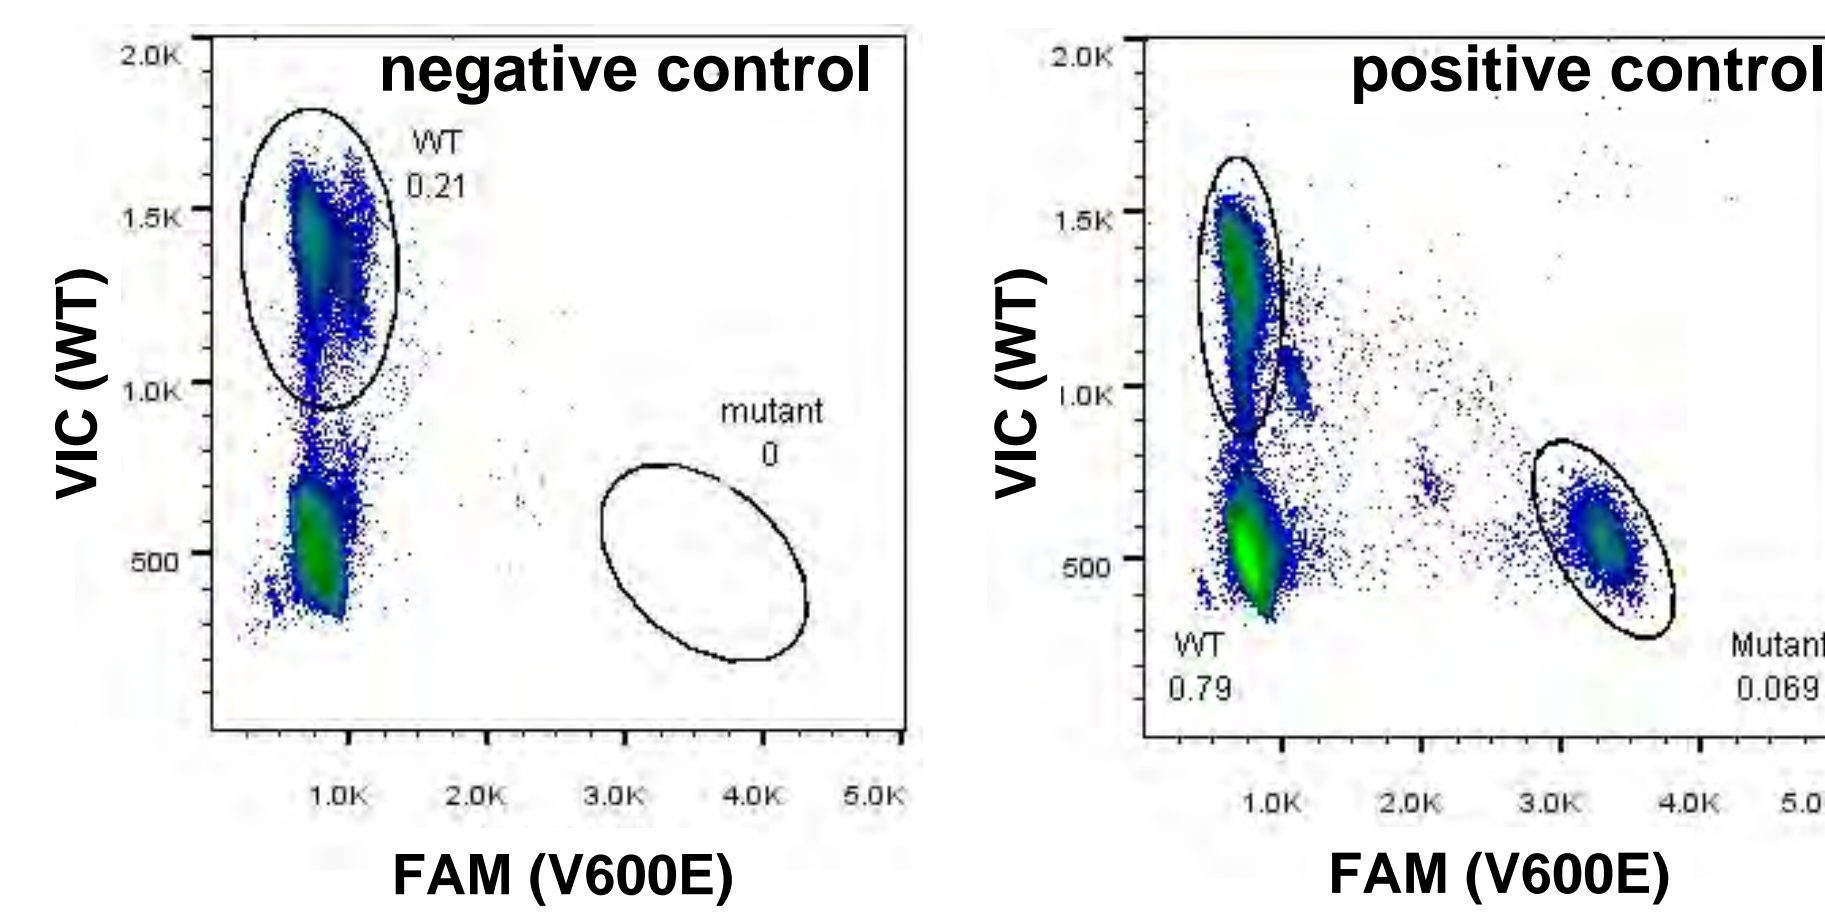 negative control
2.0K
1.5K
1.0K
500
WT
0.21
mutant
0
VIC (WT)
1.0K 2.0K 3.0K 4.0K 5.0K
FAM (V600E)
positive control
2.0K
1.5K
1.0K
500
WT
0.79
Mutant
0.069
VIC (WT)
1.0K 2.0K 3.0K 4.0K 5.0
FAM (V600E)